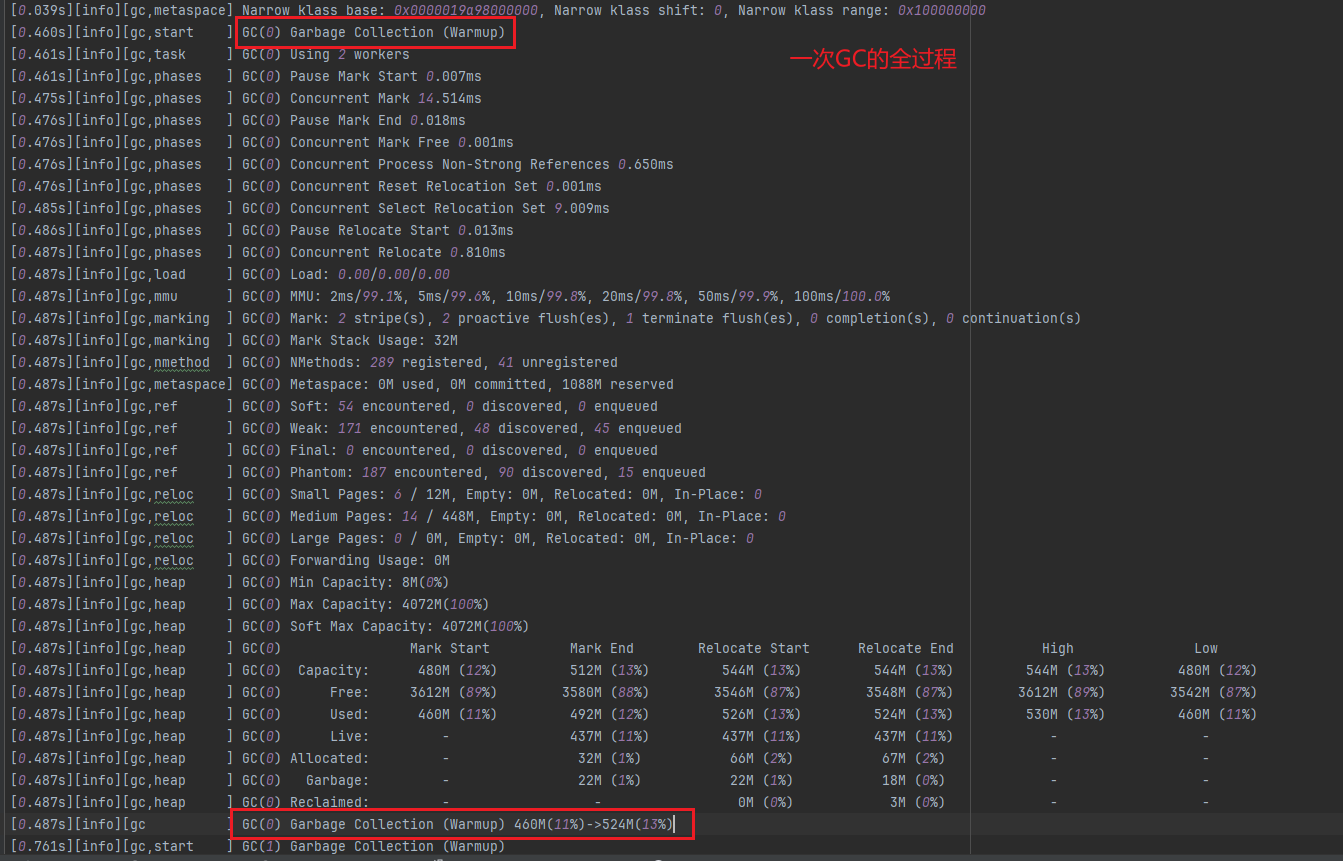 [0.039s][info][gc,metaspace] Narrow klass base: 0x0000019a98000000, Narrow klass shift: 0, Narrow klass range: 0x100000000
[0.460s][info][gc,start    ] GC(0) Garbage Collection (Warmup)
[0.461s][info][gc,task     ] GC(0) Using 2 workers
一次GC的全过程
[0.461s][info][gc,phases   ] GC(0) Pause Mark Start 0.007ms
[0.475s][info][gc,phases   ] GC(0) Concurrent Mark 14.514ms
[0.476s][info][gc,phases   ] GC(0) Pause Mark End 0.018ms
[0.476s][info][gc,phases   ] GC(0) Concurrent Mark Free 0.001ms
[0.476s][info][gc,phases   ] GC(0) Concurrent Process Non-Strong References 0.650ms
[0.476s][info][gc,phases   ] GC(0) Concurrent Reset Relocation Set 0.001ms
[0.485s][info][gc,phases   ] GC(0) Concurrent Select Relocation Set 9.009ms
[0.486s][info][gc,phases   ] GC(0) Pause Relocate Start 0.013ms
[0.487s][info][gc,phases   ] GC(0) Concurrent Relocate 0.810ms
[0.487s][info][gc,load     ] GC(0) Load: 0.00/0.00/0.00
[0.487s][info][gc,mmu      ] GC(0) MMU: 2ms/99.1%, 5ms/99.6%, 10ms/99.8%, 20ms/99.8%, 50ms/99.9%, 100ms/100.0%
[0.487s][info][gc,marking  ] GC(0) Mark: 2 stripe(s), 2 proactive flush(es), 1 terminate flush(es), 0 completion(s), 0 continuation(s)
[0.487s][info][gc,marking  ] GC(0) Mark Stack Usage: 32M
[0.487s][info][gc,nmethod  ] GC(0) NMethods: 289 registered, 41 unregistered
[0.487s][info][gc,metaspace] GC(0) Metaspace: 0M used, 0M committed, 1088M reserved
[0.487s][info][gc,ref      ] GC(0) Soft: 54 encountered, 0 discovered, 0 enqueued
[0.487s][info][gc,ref      ] GC(0) Weak: 171 encountered, 48 discovered, 45 enqueued
[0.487s][info][gc,ref      ] GC(0) Final: 0 encountered, 0 discovered, 0 enqueued
[0.487s][info][gc,ref      ] GC(0) Phantom: 187 encountered, 90 discovered, 15 enqueued
[0.487s][info][gc,reloc    ] GC(0) Small Pages: 6 / 12M, Empty: 0M, Relocated: 0M, In-Place: 0
[0.487s][info][gc,reloc    ] GC(0) Medium Pages: 14 / 448M, Empty: 0M, Relocated: 0M, In-Place: 0
[0.487s][info][gc,reloc    ] GC(0) Large Pages: 0 / 0M, Empty: 0M, Relocated: 0M, In-Place: 0
[0.487s][info][gc,reloc    ] GC(0) Forwarding Usage: 0M
[0.487s][info][gc,heap     ] GC(0) Min Capacity: 8M(0%)
[0.487s][info][gc,heap     ] GC(0) Max Capacity: 4072M(100%)
[0.487s][info][gc,heap     ] GC(0) Soft Max Capacity: 4072M(100%)
[0.487s][info][gc,heap     ] GC(0)                Mark Start          Mark End        Relocate Start      Relocate End           High               Low
[0.487s][info][gc,heap     ] GC(0)  Capacity:      480M (12%)         512M (13%)         544M (13%)         544M (13%)         544M (13%)         480M (12%)
[0.487s][info][gc,heap     ] GC(0)      Free:     3612M (89%)        3580M (88%)        3546M (87%)        3548M (87%)        3612M (89%)        3542M (87%)
[0.487s][info][gc,heap     ] GC(0)      Used:      460M (11%)         492M (12%)         526M (13%)         524M (13%)         530M (13%)         460M (11%)
[0.487s][info][gc,heap     ] GC(0)      Live:         -               437M (11%)         437M (11%)         437M (11%)             -                  -
[0.487s][info][gc,heap     ] GC(0) Allocated:         -                32M (1%)           66M (2%)           67M (2%)              -                  -
[0.487s][info][gc,heap     ] GC(0)   Garbage:         -                22M (1%)           22M (1%)           18M (0%)              -                  -
[0.487s][info][gc,heap     ] GC(0) Reclaimed:         -                  -                 0M (0%)            3M (0%)              -                  -
[0.487s][info][gc          ] GC(0) Garbage Collection (Warmup) 460M(11%)->524M(13%)
[0.761s][info][gc,start    ] GC(1) Garbage Collection (Warmup)